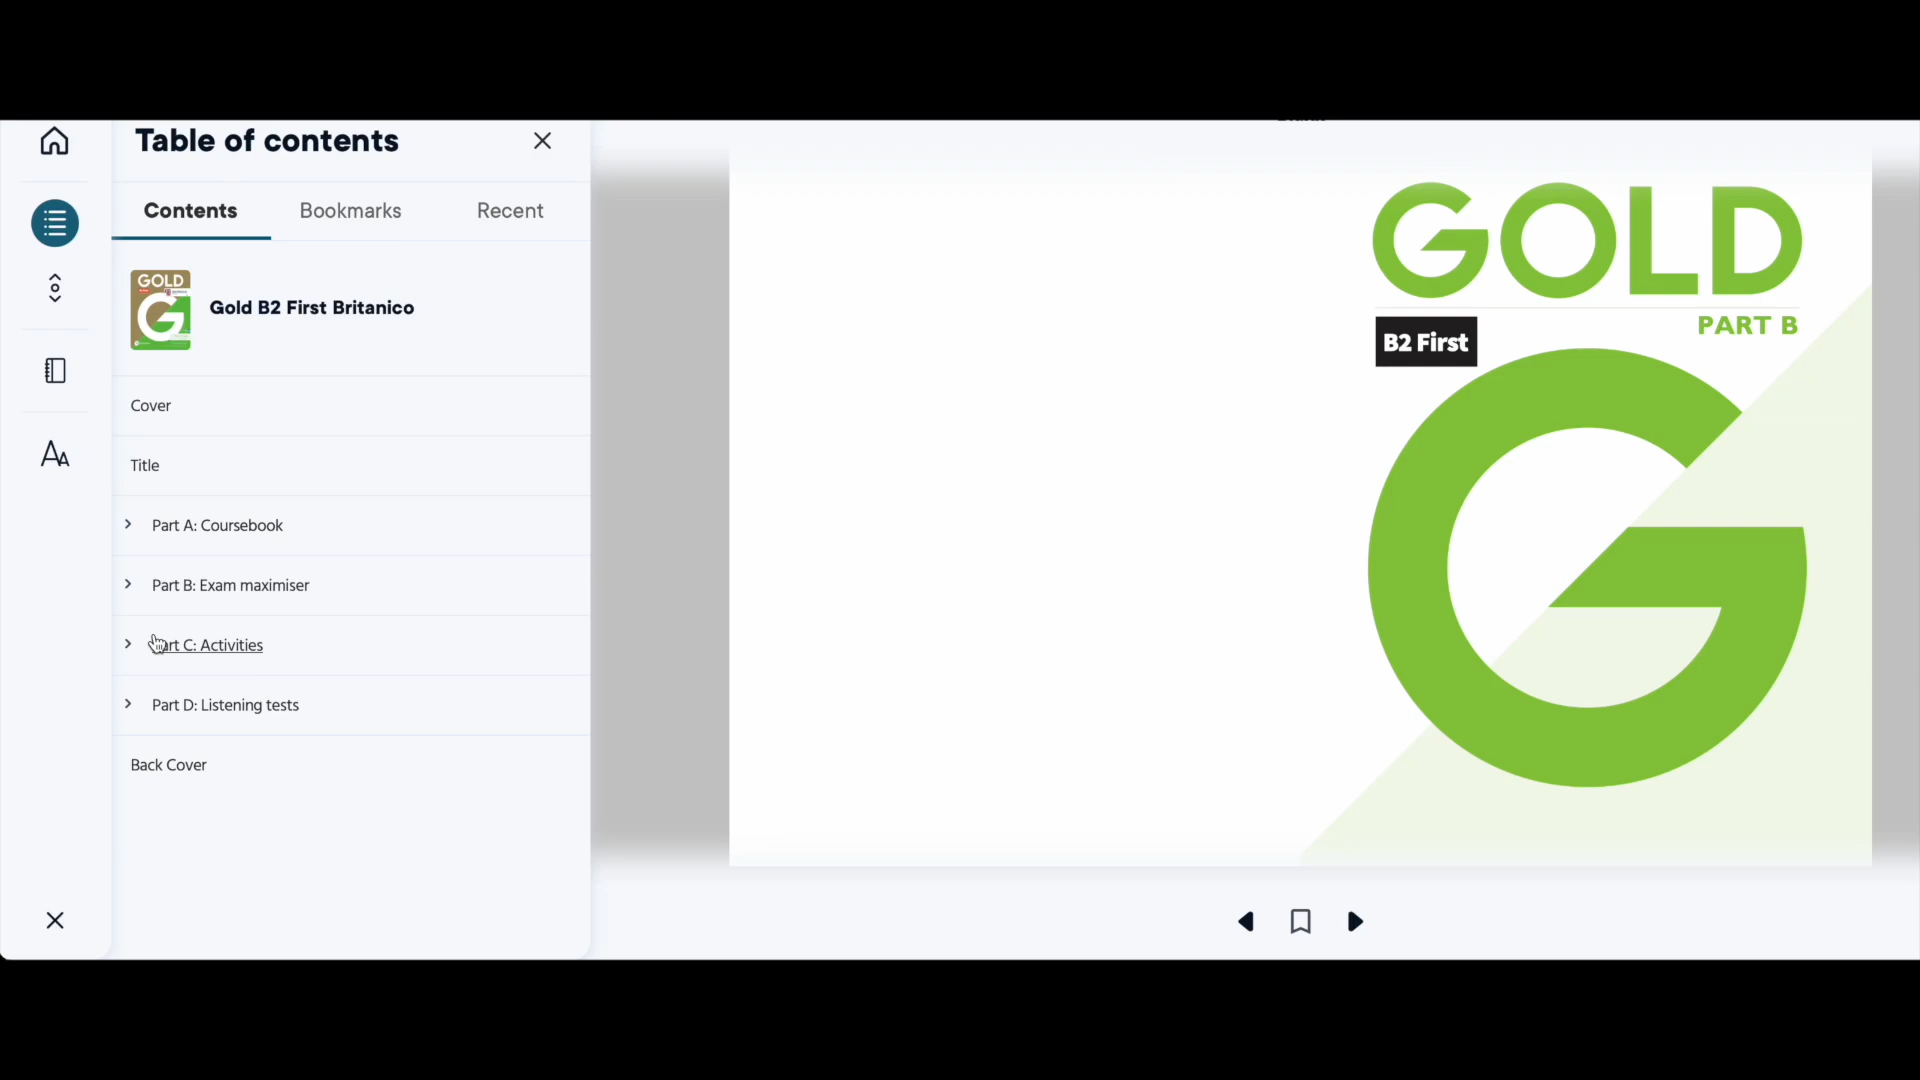 Table of contents
Contents
Bookmarks
Recent
GOLD
G
Gold B2 First Britanico
Cover
Title
Part A: Coursebook
Part B: Exam maximiser
art C: Activities
Part D: Listening tests
Back Cover
GOLD
PART B
B2 First
G